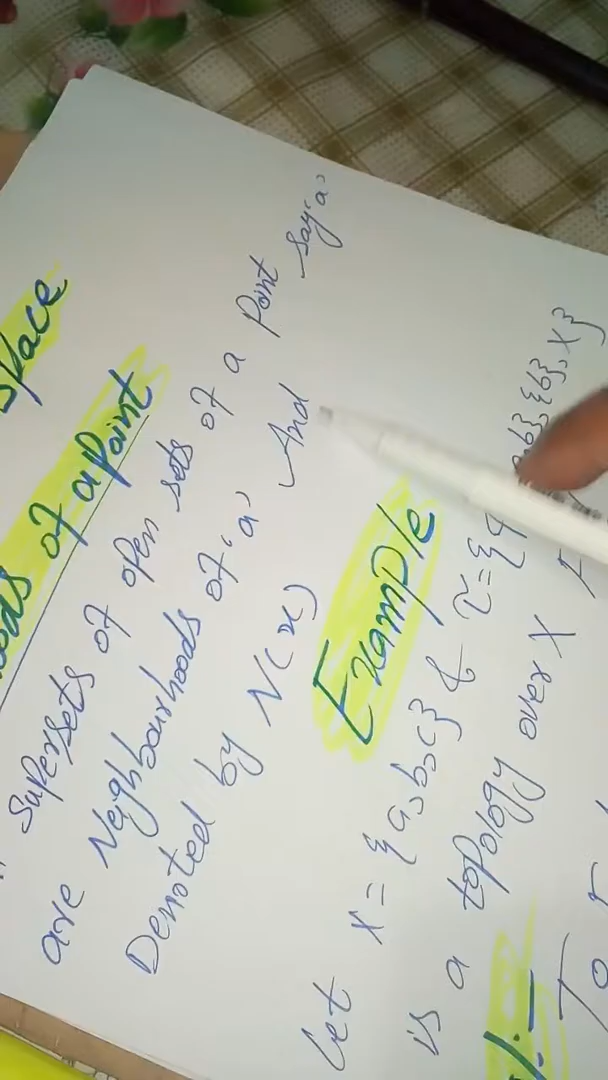 Space
of a point
supersets of open sets of a point say 'a'
are Neighbourhoods of 'a' And
Denoted by N(x)
Example
Let X = {a, b, c} & τ = {φ b}, {b}, X}
is a topology over X
To